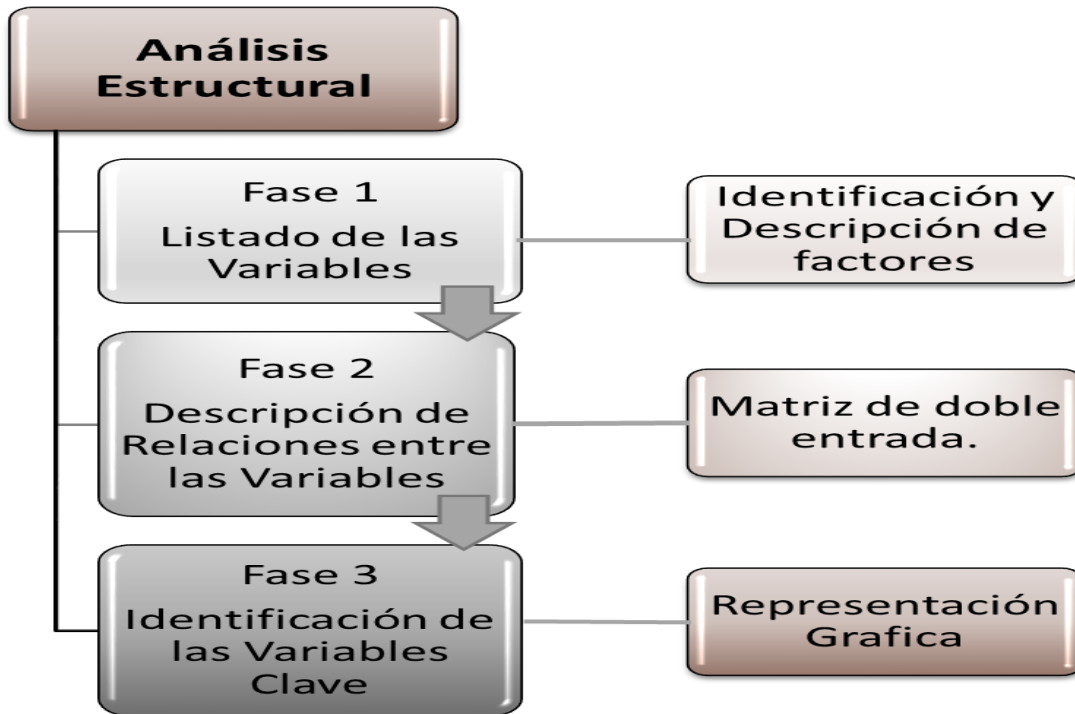 Análisis
Estructural
Fase 1
Listado de las
Variables
Identificación y
Descripción de
factores
Fase 2
Descripción de
Relaciones entre
las Variables
Matriz de doble
entrada.
Fase 3
Identificación de
las Variables
Clave
Representación
Grafica